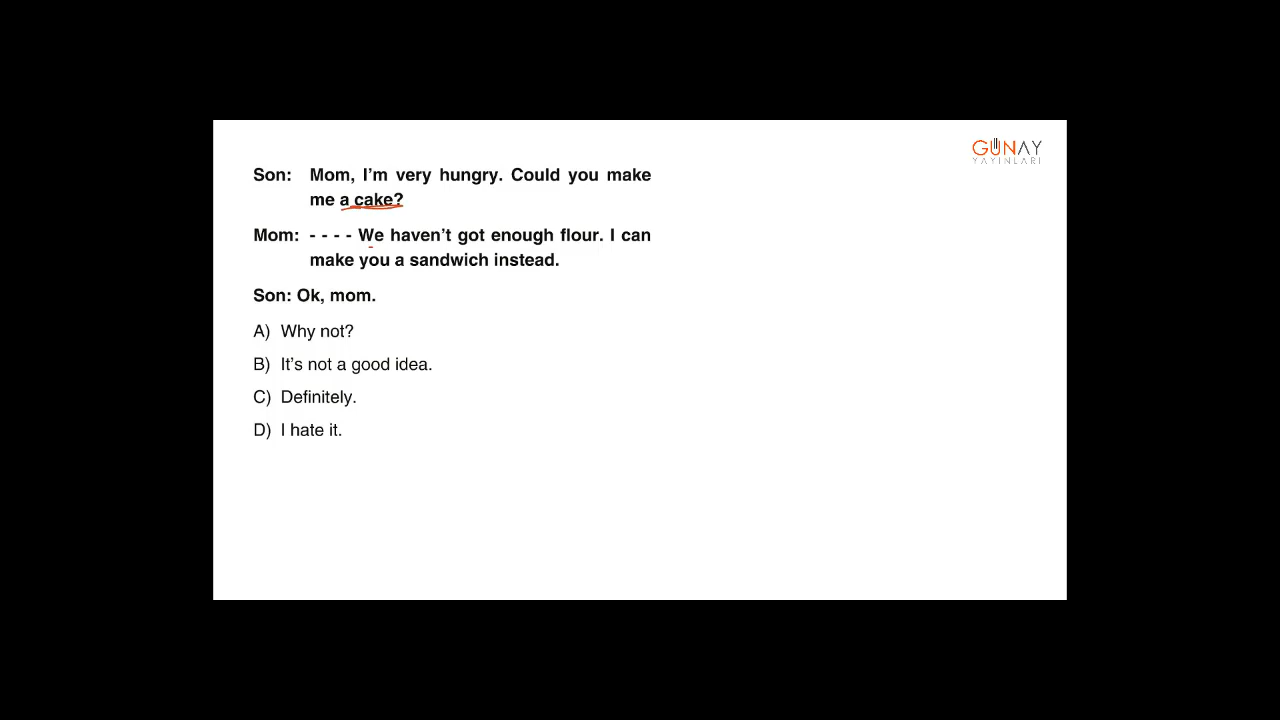 GÜNAY
YAYINLARI
Son: Mom, I'm very hungry. Could you make
me a cake?
Mom: - - - - We haven't got enough flour. I can
make you a sandwich instead.
Son: Ok, mom.
A) Why not?
B) It's not a good idea.
C) Definitely.
D) I hate it.